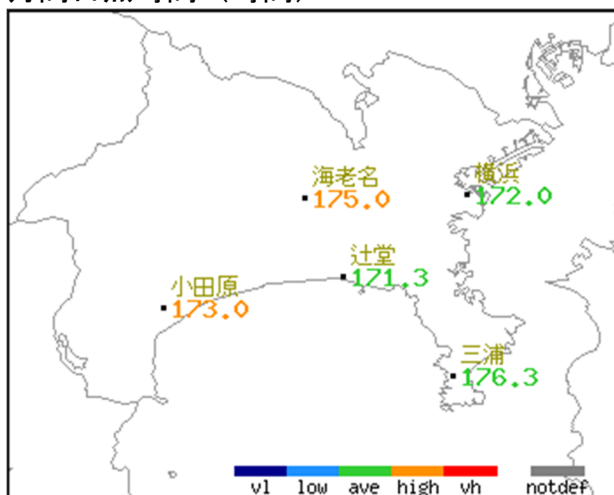 海老名
175.0
横浜
172.0
辻堂
171.3
小田原
173.0
三浦
176.3
vl low ave high vh notdef